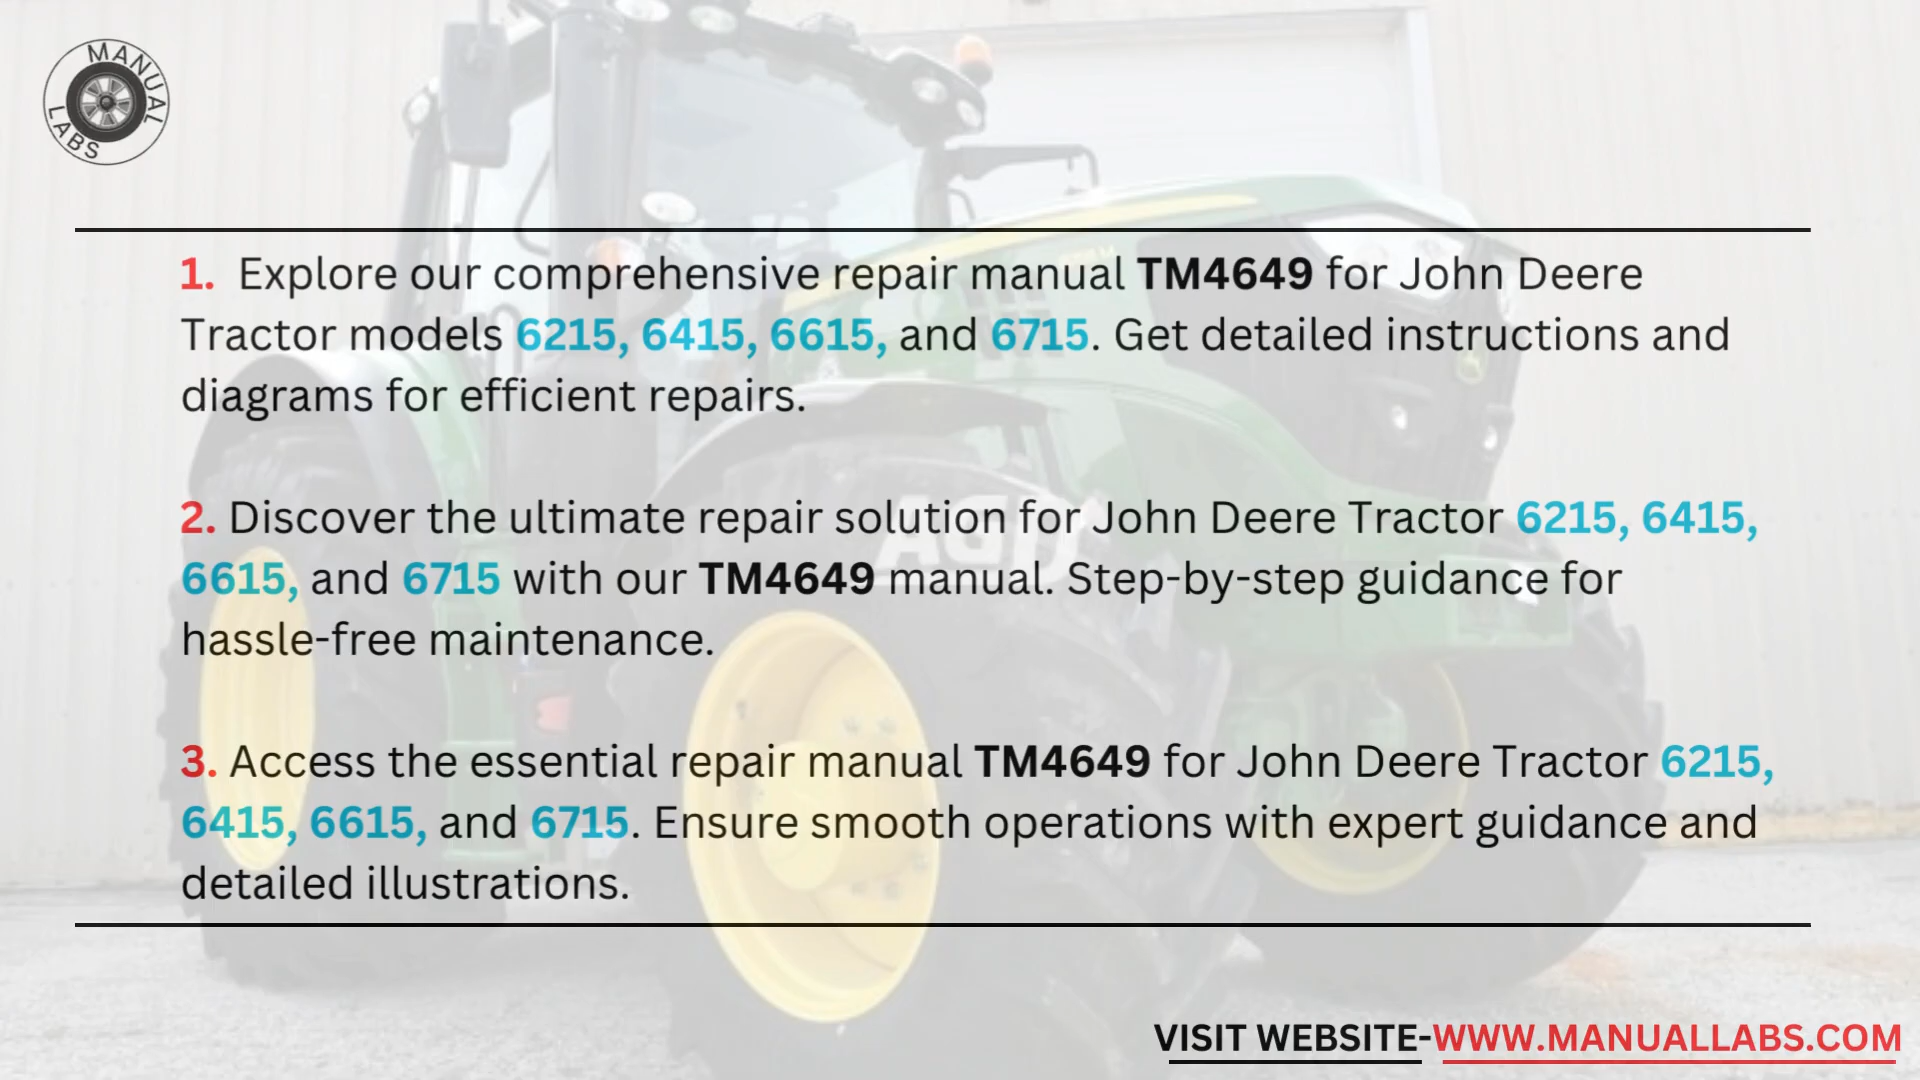 MANUAL
LABS
1. Explore our comprehensive repair manual TM4649 for John Deere
Tractor models 6215, 6415, 6615, and 6715. Get detailed instructions and
diagrams for efficient repairs.
2. Discover the ultimate repair solution for John Deere Tractor 6215, 6415,
6615, and 6715 with our TM4649 manual. Step-by-step guidance for
hassle-free maintenance.
3. Access the essential repair manual TM4649 for John Deere Tractor 6215,
6415, 6615, and 6715. Ensure smooth operations with expert guidance and
detailed illustrations.
VISIT WEBSITE-WWW.MANUALLABS.COM